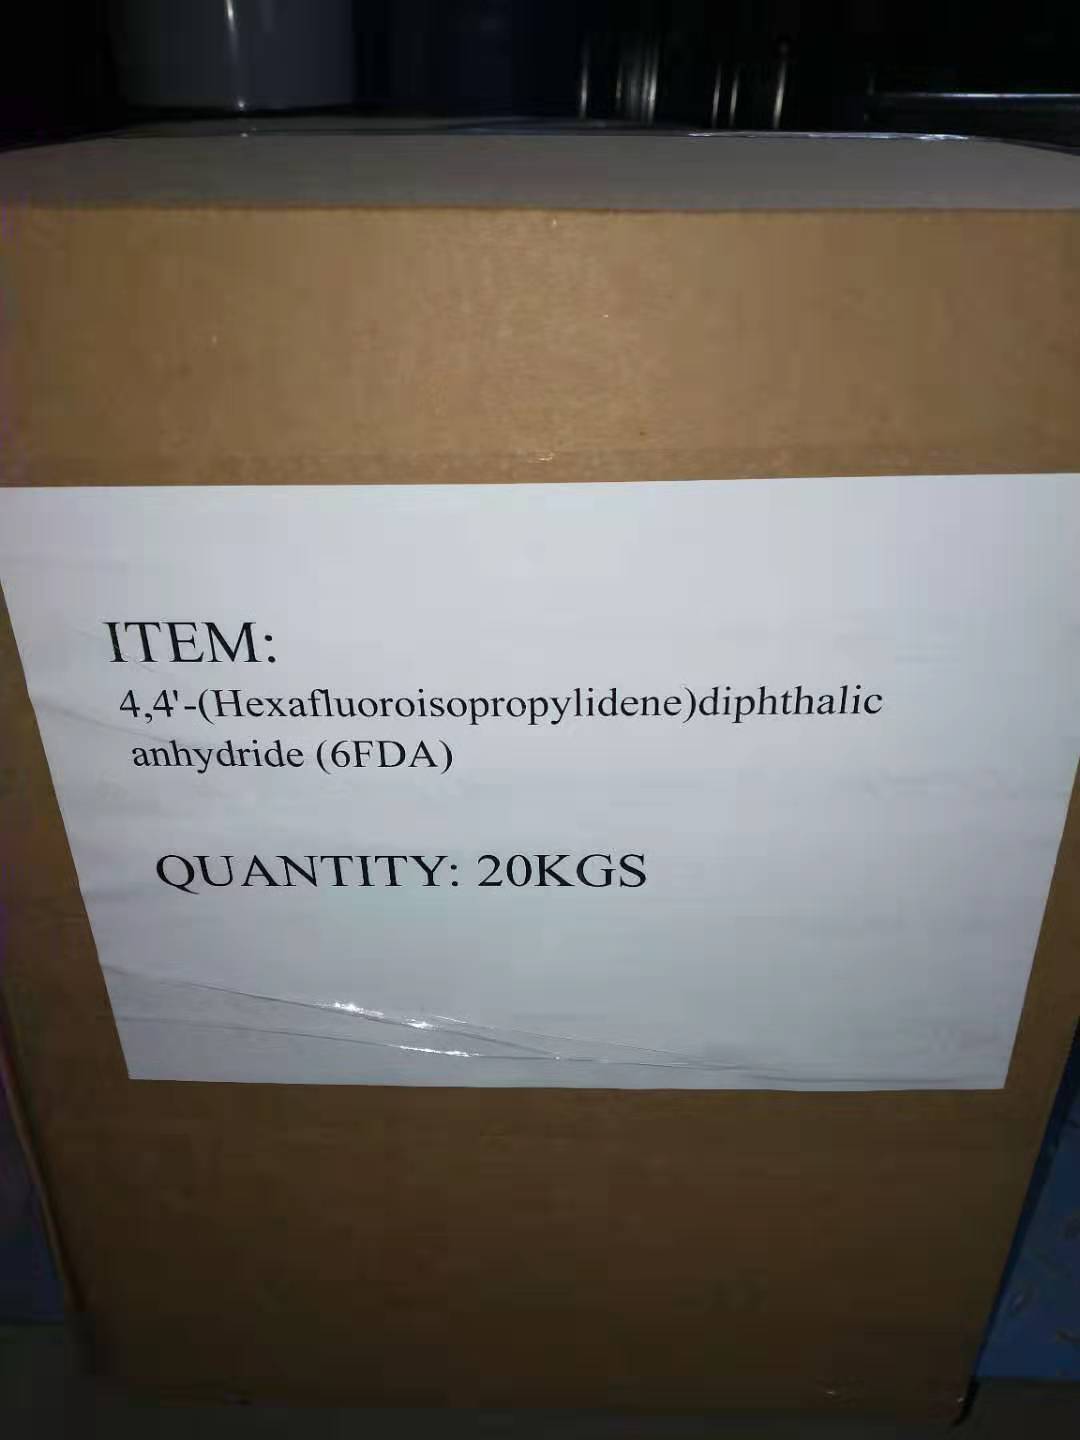 ITEM:
4,4'-(Hexafluoroisopropylidene)diphthalic
anhydride (6FDA)
QUANTITY: 20KGS